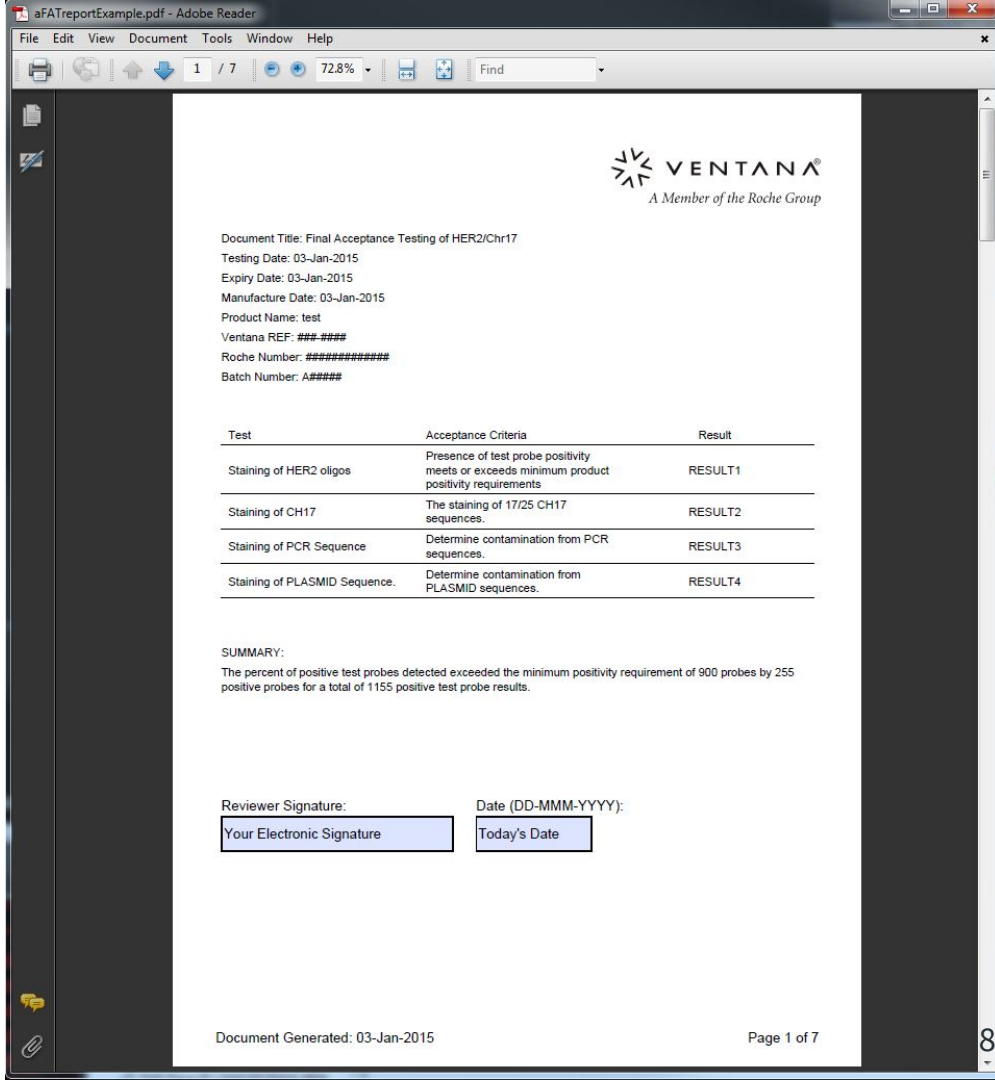 aFATreportExample.pdf - Adobe Reader
File Edit View Document Tools Window Help
1 / 7 72.8% Find
VENTANA®
A Member of the Roche Group
Document Title: Final Acceptance Testing of HER2/Chr17
Testing Date: 03-Jan-2015
Expiry Date: 03-Jan-2015
Manufacture Date: 03-Jan-2015
Product Name: test
Ventana REF: ###-####
Roche Number: #############
Batch Number: A#####
Test Acceptance Criteria Result
Staining of HER2 oligos Presence of test probe positivity meets or exceeds minimum product positivity requirements RESULT1
Staining of CH17 The staining of 17/25 CH17 sequences. RESULT2
Staining of PCR Sequence Determine contamination from PCR sequences. RESULT3
Staining of PLASMID Sequence. Determine contamination from PLASMID sequences. RESULT4
SUMMARY:
The percent of positive test probes detected exceeded the minimum positivity requirement of 900 probes by 255
positive probes for a total of 1155 positive test probe results.
Reviewer Signature: Date (DD-MMM-YYYY):
Your Electronic Signature Today's Date
Document Generated: 03-Jan-2015 Page 1 of 7
8